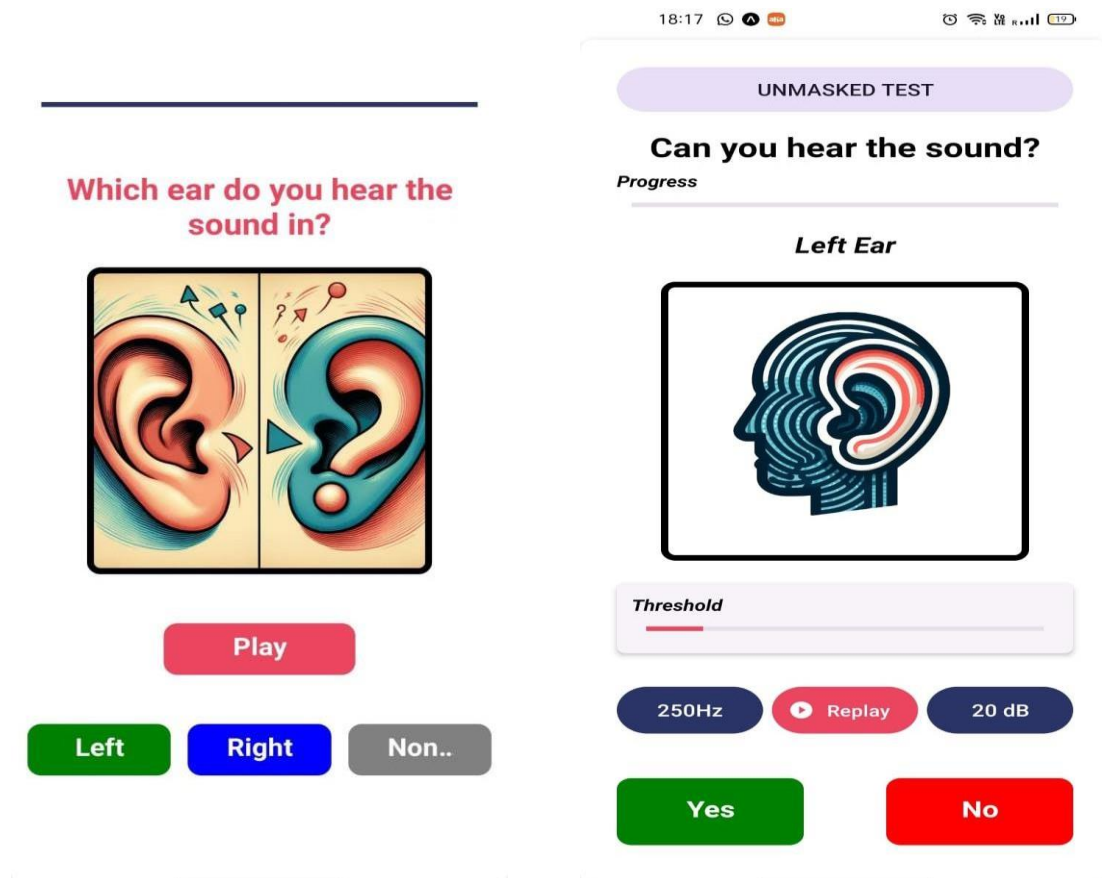 Which ear do you hear the
sound in?
?
Play
Left
Right
Non..
18:17
19
UNMASKED TEST
Can you hear the sound?
Progress
Left Ear
Threshold
250Hz
Replay
20 dB
Yes
No